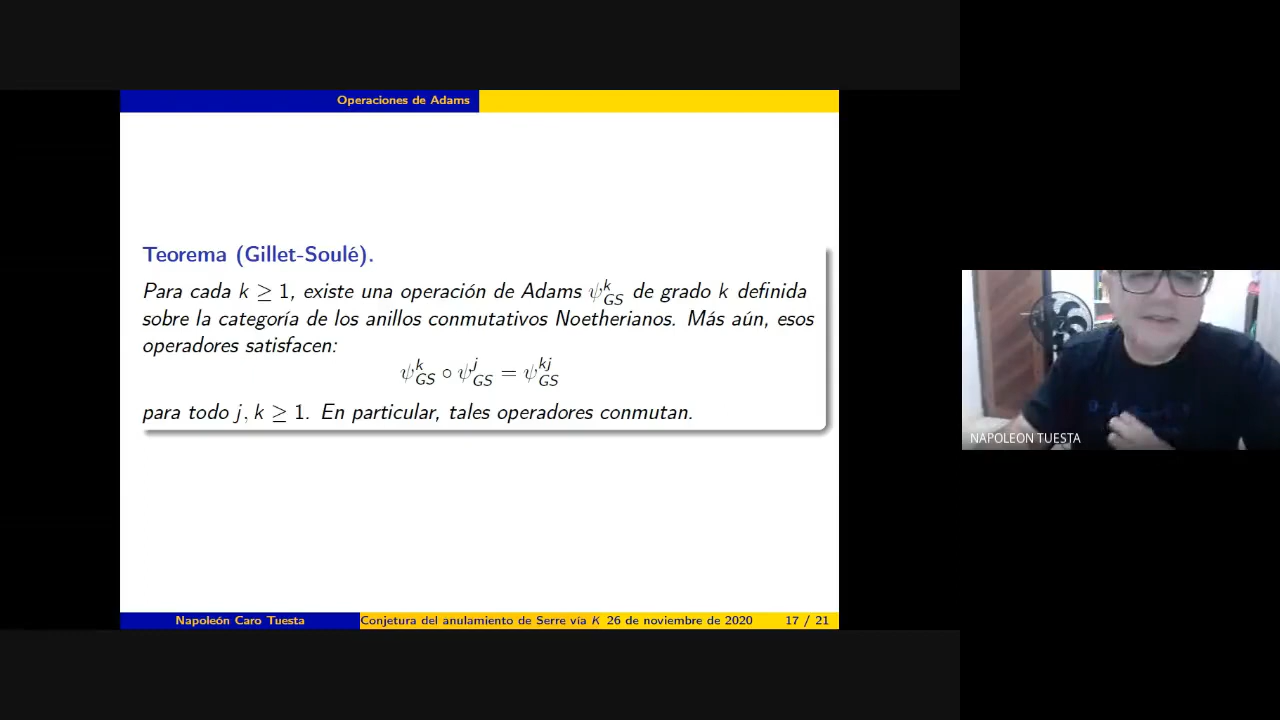 Operaciones de Adams
Teorema (Gillet-Soulé).
Para cada k ≥ 1, existe una operación de Adams ψ^k_GS de grado k definida
sobre la categoría de los anillos conmutativos Noetherianos. Más aún, esos
operadores satisfacen:
ψ^k_GS ∘ ψ^j_GS = ψ^kj_GS
para todo j, k ≥ 1. En particular, tales operadores conmutan.
NAPOLEON TUESTA
Napoleón Caro Tuesta Conjetura del anulamiento de Serre vía K 26 de noviembre de 2020 17 / 21